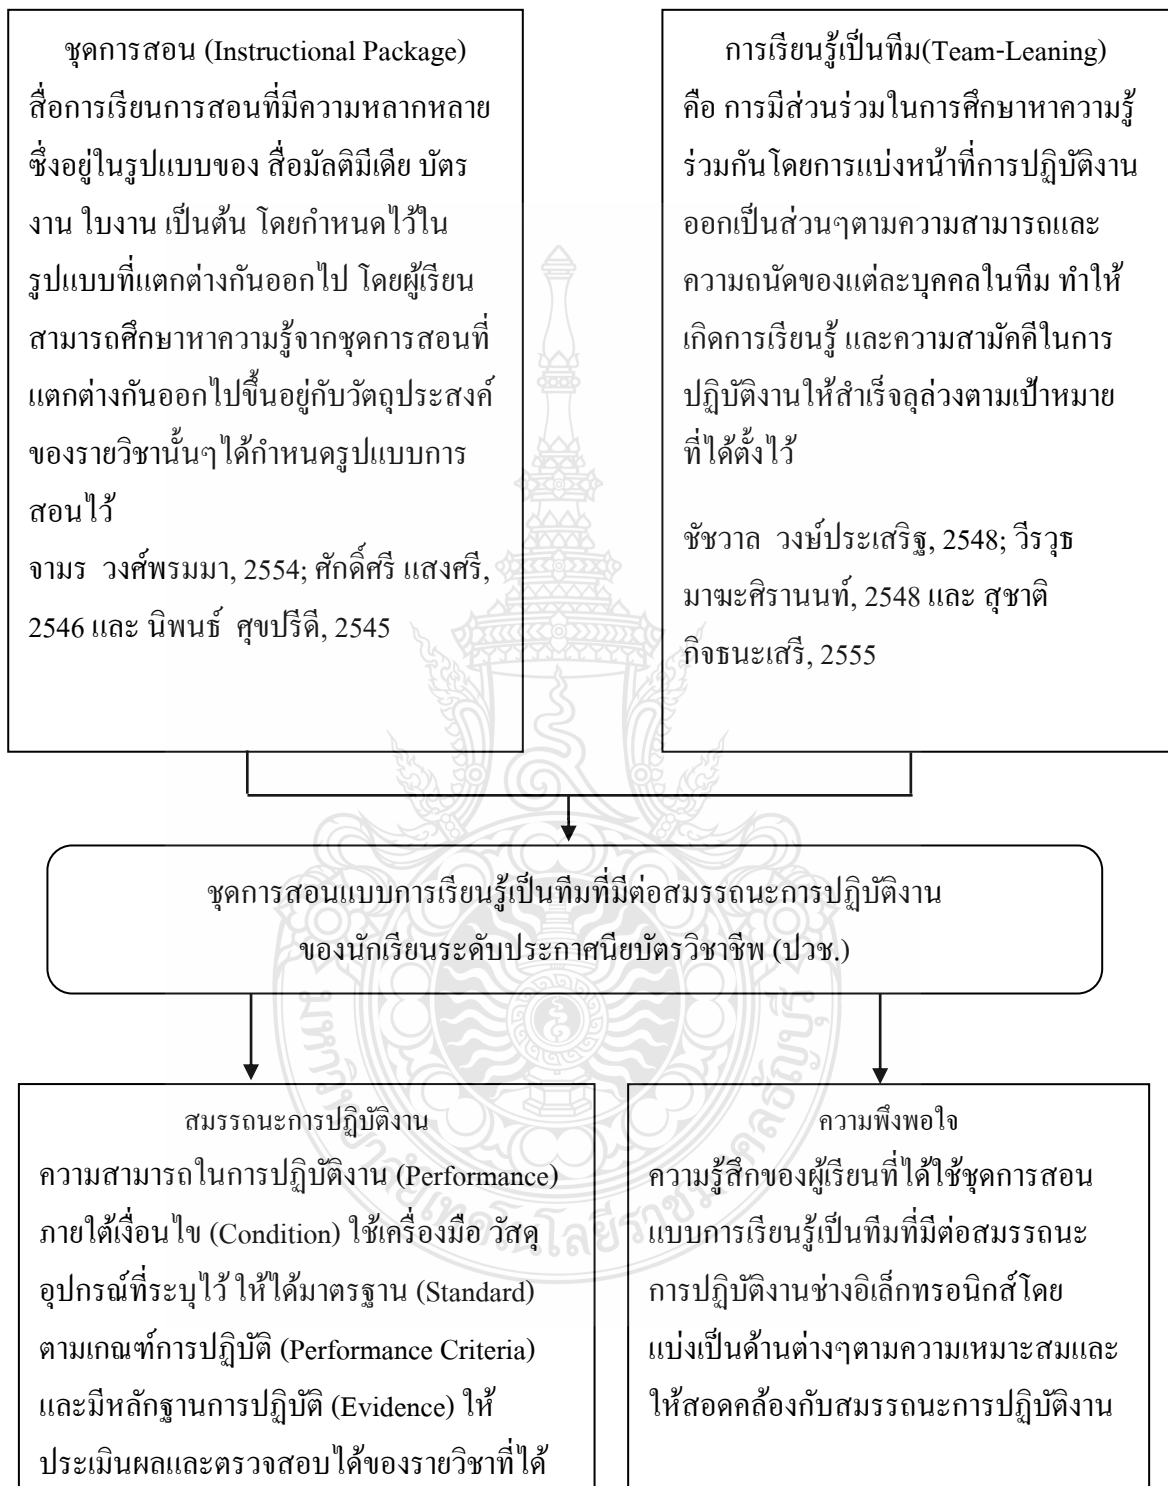 ชุดการสอน (Instructional Package)
สื่อการเรียนการสอนที่มีความหลากหลาย
ซึ่งอยู่ในรูปแบบของ สื่อมัลติมีเดีย บัตร
งาน ใบงาน เป็นต้น โดยกำหนดไว้ใน
รูปแบบที่แตกต่างกันออกไป โดยผู้เรียน
สามารถศึกษาหาความรู้จากชุดการสอนที่
แตกต่างกันออกไปขึ้นอยู่กับวัตถุประสงค์
ของรายวิชานั้นๆได้กำหนดรูปแบบการ
สอนไว้
จามร วงศ์พรมมา, 2554; ศักดิ์ศรี แสงศรี,
2546 และ นิพนธ์ ศุขปรีดี, 2545
การเรียนรู้เป็นทีม(Team-Leaning)
คือ การมีส่วนร่วมในการศึกษาหาความรู้
ร่วมกันโดยการแบ่งหน้าที่การปฏิบัติงาน
ออกเป็นส่วนๆตามความสามารถและ
ความถนัดของแต่ละบุคคลในทีม ทำให้
เกิดการเรียนรู้ และความสามัคคีในการ
ปฏิบัติงานให้สำเร็จลุล่วงตามเป้าหมาย
ที่ได้ตั้งไว้
ชัชวาล วงษ์ประเสริฐ, 2548; วีรวุธ
มาฆะศิรานนท์, 2548 และ สุชาติ
กิจธนะเสรี, 2555
ชุดการสอนแบบการเรียนรู้เป็นทีมที่มีต่อสมรรถนะการปฏิบัติงาน
ของนักเรียนระดับประกาศนียบัตรวิชาชีพ (ปวช.)
สมรรถนะการปฏิบัติงาน
ความสามารถในการปฏิบัติงาน (Performance)
ภายใต้เงื่อนไข (Condition) ใช้เครื่องมือ วัสดุ
อุปกรณ์ที่ระบุไว้ ให้ได้มาตรฐาน (Standard)
ตามเกณฑ์การปฏิบัติ (Performance Criteria)
และมีหลักฐานการปฏิบัติ (Evidence) ให้
ประเมินผลและตรวจสอบได้ของรายวิชาที่ได้
ความพึงพอใจ
ความรู้สึกของผู้เรียนที่ได้ใช้ชุดการสอน
แบบการเรียนรู้เป็นทีมที่มีต่อสมรรถนะ
การปฏิบัติงานช่างอิเล็กทรอนิกส์โดย
แบ่งเป็นด้านต่างๆตามความเหมาะสมและ
ให้สอดคล้องกับสมรรถนะการปฏิบัติงาน
มหาวิทยาลัยเทคโนโลยีราชมงคลธัญบุรี